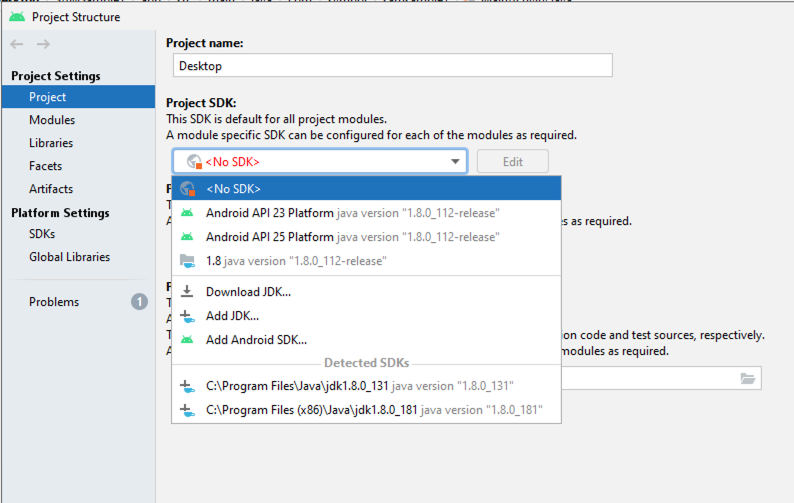 Project Structure
Project name:
Project Settings
Desktop
Project
Project SDK:
Modules
This SDK is default for all project modules.
A module specific SDK can be configured for each of the modules as required.
Libraries
<No SDK>
Edit
Facets
Artifacts
<No SDK>
Platform Settings
Android API 23 Platform java version "1.8.0_112-release"
es as required.
SDKs
Android API 25 Platform java version "1.8.0_112-release"
Global Libraries
1.8 java version "1.8.0_112-release"
Problems
1
Download JDK...
Add JDK...
Add Android SDK...
ion code and test sources, respectively.
modules as required.
Detected SDKs
C:\Program Files\Java\jdk1.8.0_131 java version "1.8.0_131"
C:\Program Files (x86)\Java\jdk1.8.0_181 java version "1.8.0_181"